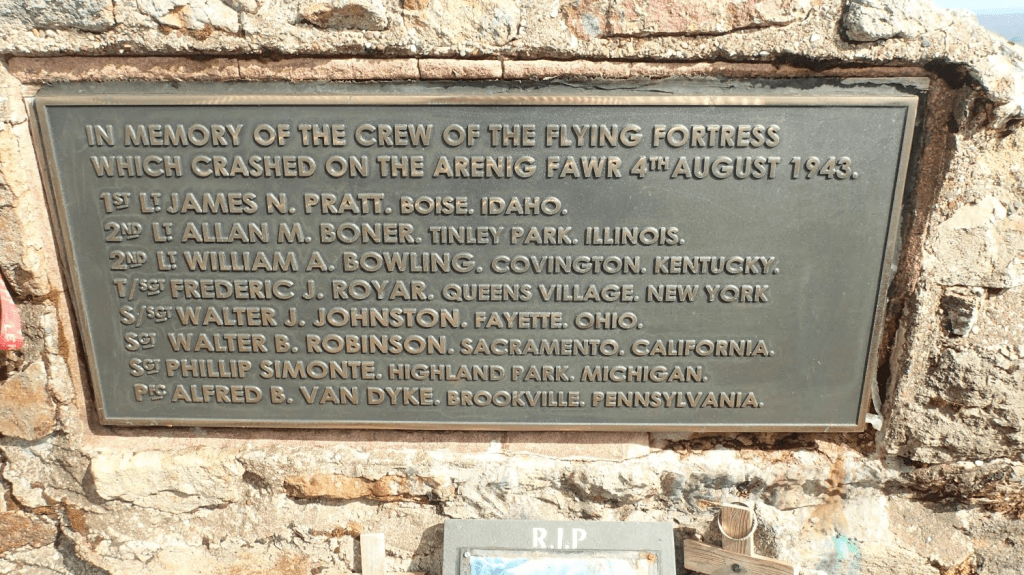 IN MEMORY OF THE CREW OF THE FLYING FORTRESS
WHICH CRASHED ON THE ARENIG FAWR 4TH AUGUST 1943.
1ST LT JAMES N. PRATT. BOISE. IDAHO.
2ND LT ALLAN M. BONER. TINLEY PARK. ILLINOIS.
2ND LT WILLIAM A. BOWLING. COVINGTON. KENTUCKY.
T/SGT FREDERIC J. ROYAR. QUEENS VILLAGE. NEW YORK
S/SGT WALTER J. JOHNSTON. FAYETTE. OHIO.
SGT WALTER B. ROBINSON. SACRAMENTO. CALIFORNIA.
SGT PHILLIP SIMONTE. HIGHLAND PARK. MICHIGAN.
PFC ALFRED B. VAN DYKE. BROOKVILLE. PENNSYLVANIA.
R.I.P